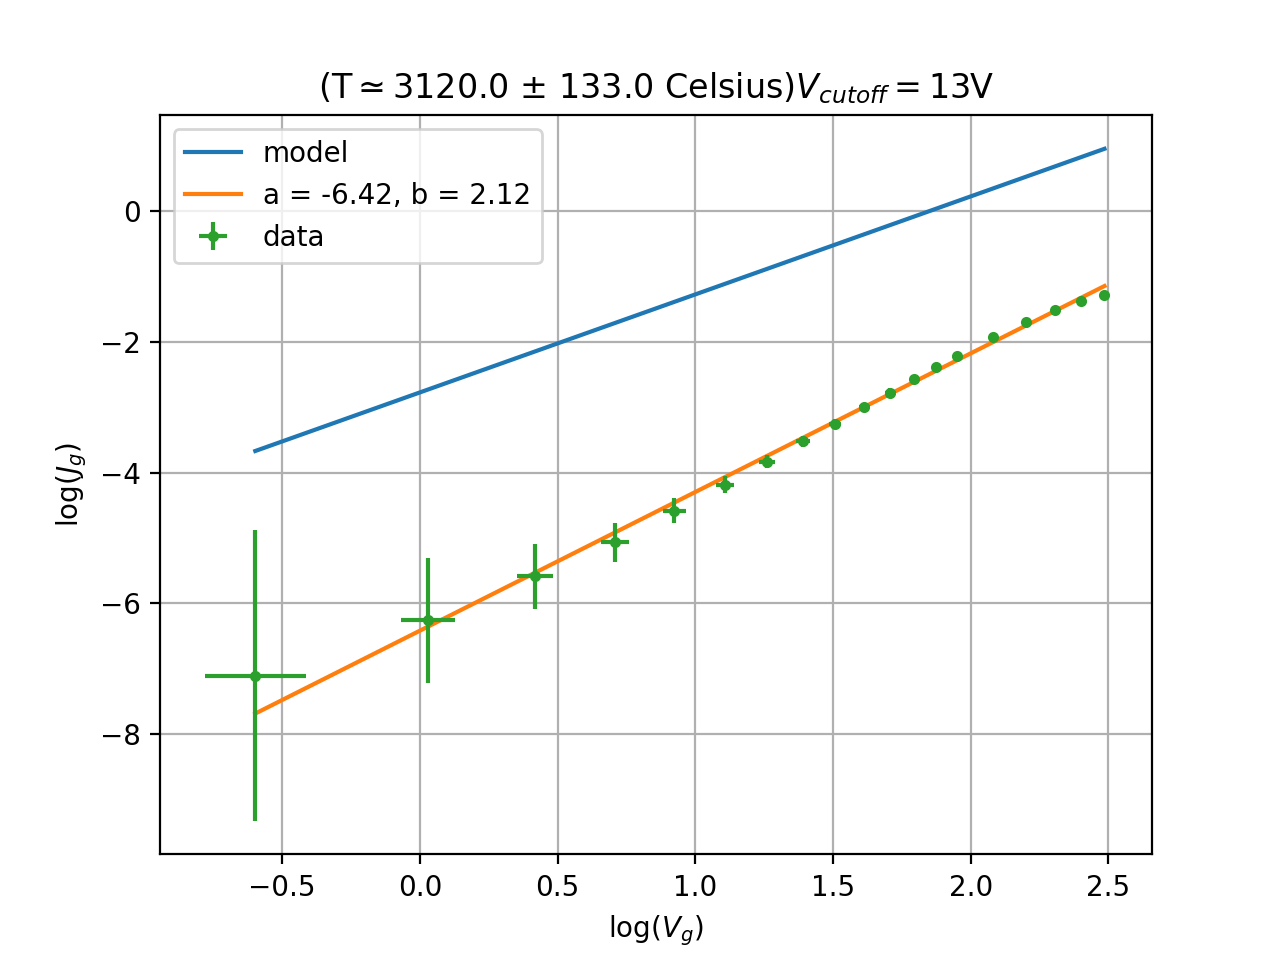 (T ≃ 3120.0 ± 133.0 Celsius)V_cutoff = 13V
model
a = -6.42, b = 2.12
data
0
−2
−4
−6
−8
log(J_g)
−0.5 0.0 0.5 1.0 1.5 2.0 2.5
log(V_g)